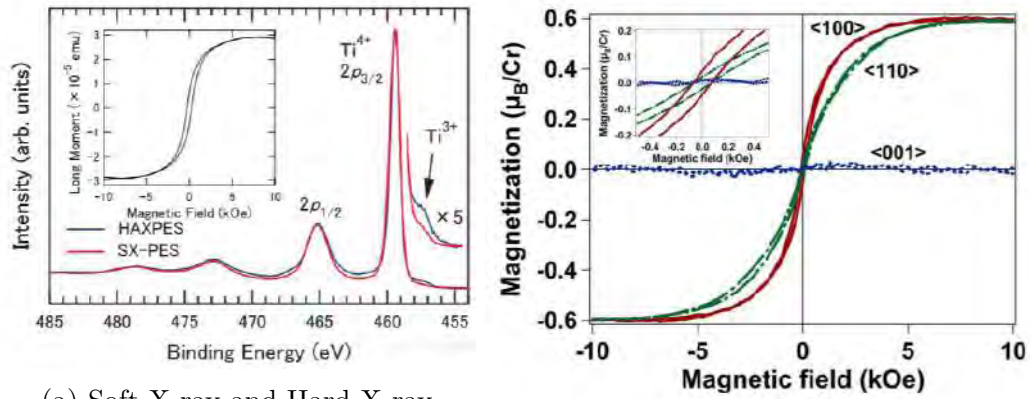 Intensity (arb. units)
Ti4+
2p3/2
Ti3+
× 5
2p1/2
HAXPES
SX-PES
485 480 475 470 465 460 455
Binding Energy (eV)
Long Moment (× 10-5 emu)
3
2
1
0
-1
-2
-3
-10 -5 0 5 10
Magnetic Field (kOe)
(a) Soft X-ray and Hard X-ray
Magnetization (μB/Cr)
0.6
0.4
0.2
0.0
-0.2
-0.4
-0.6
-10 -5 0 5 10
Magnetic field (kOe)
<100>
<110>
<001>
Magnetization (μB/Cr)
0.2
0.1
0.0
-0.1
-0.2
-0.4 -0.2 0.0 0.2 0.4
Magnetic field (kOe)